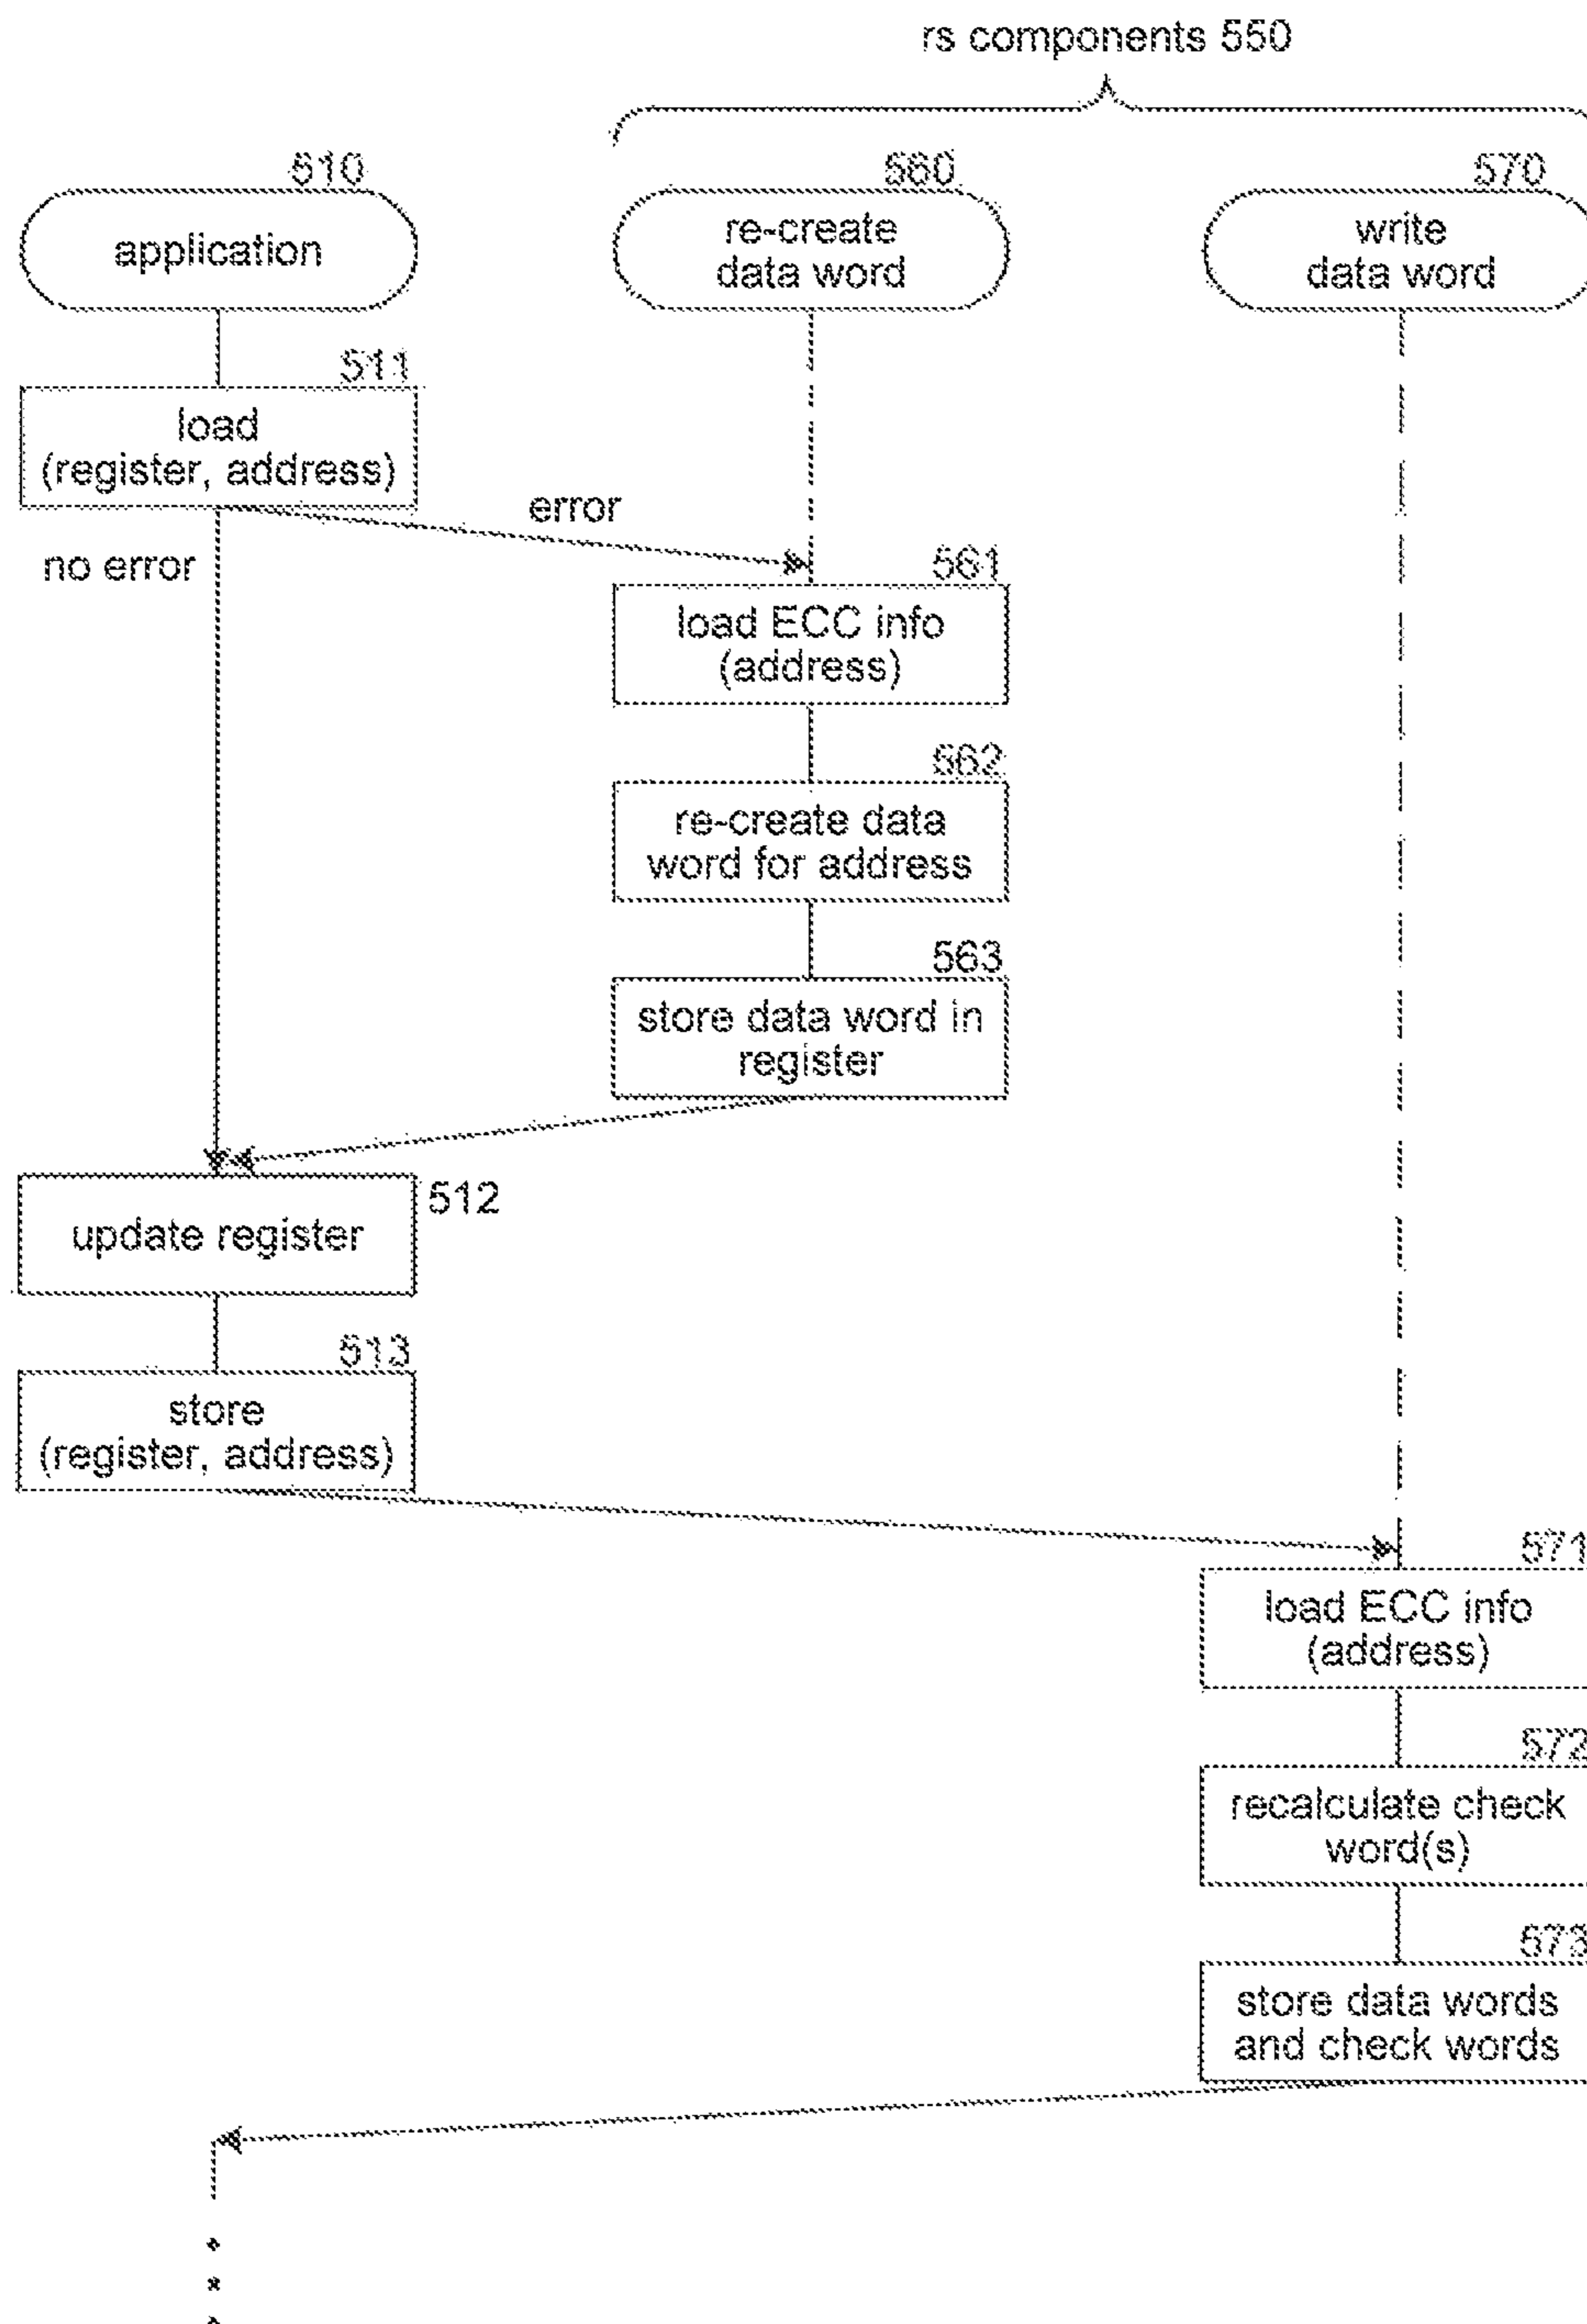 rs components 550
510
application
560
re-create
data word
570
write
data word
511
load
(register, address)
error
no error
561
load ECC info
(address)
562
re-create data
word for address
563
store data word in
register
512
update register
513
store
(register, address)
571
load ECC info
(address)
572
recalculate check
word(s)
573
store data words
and check words